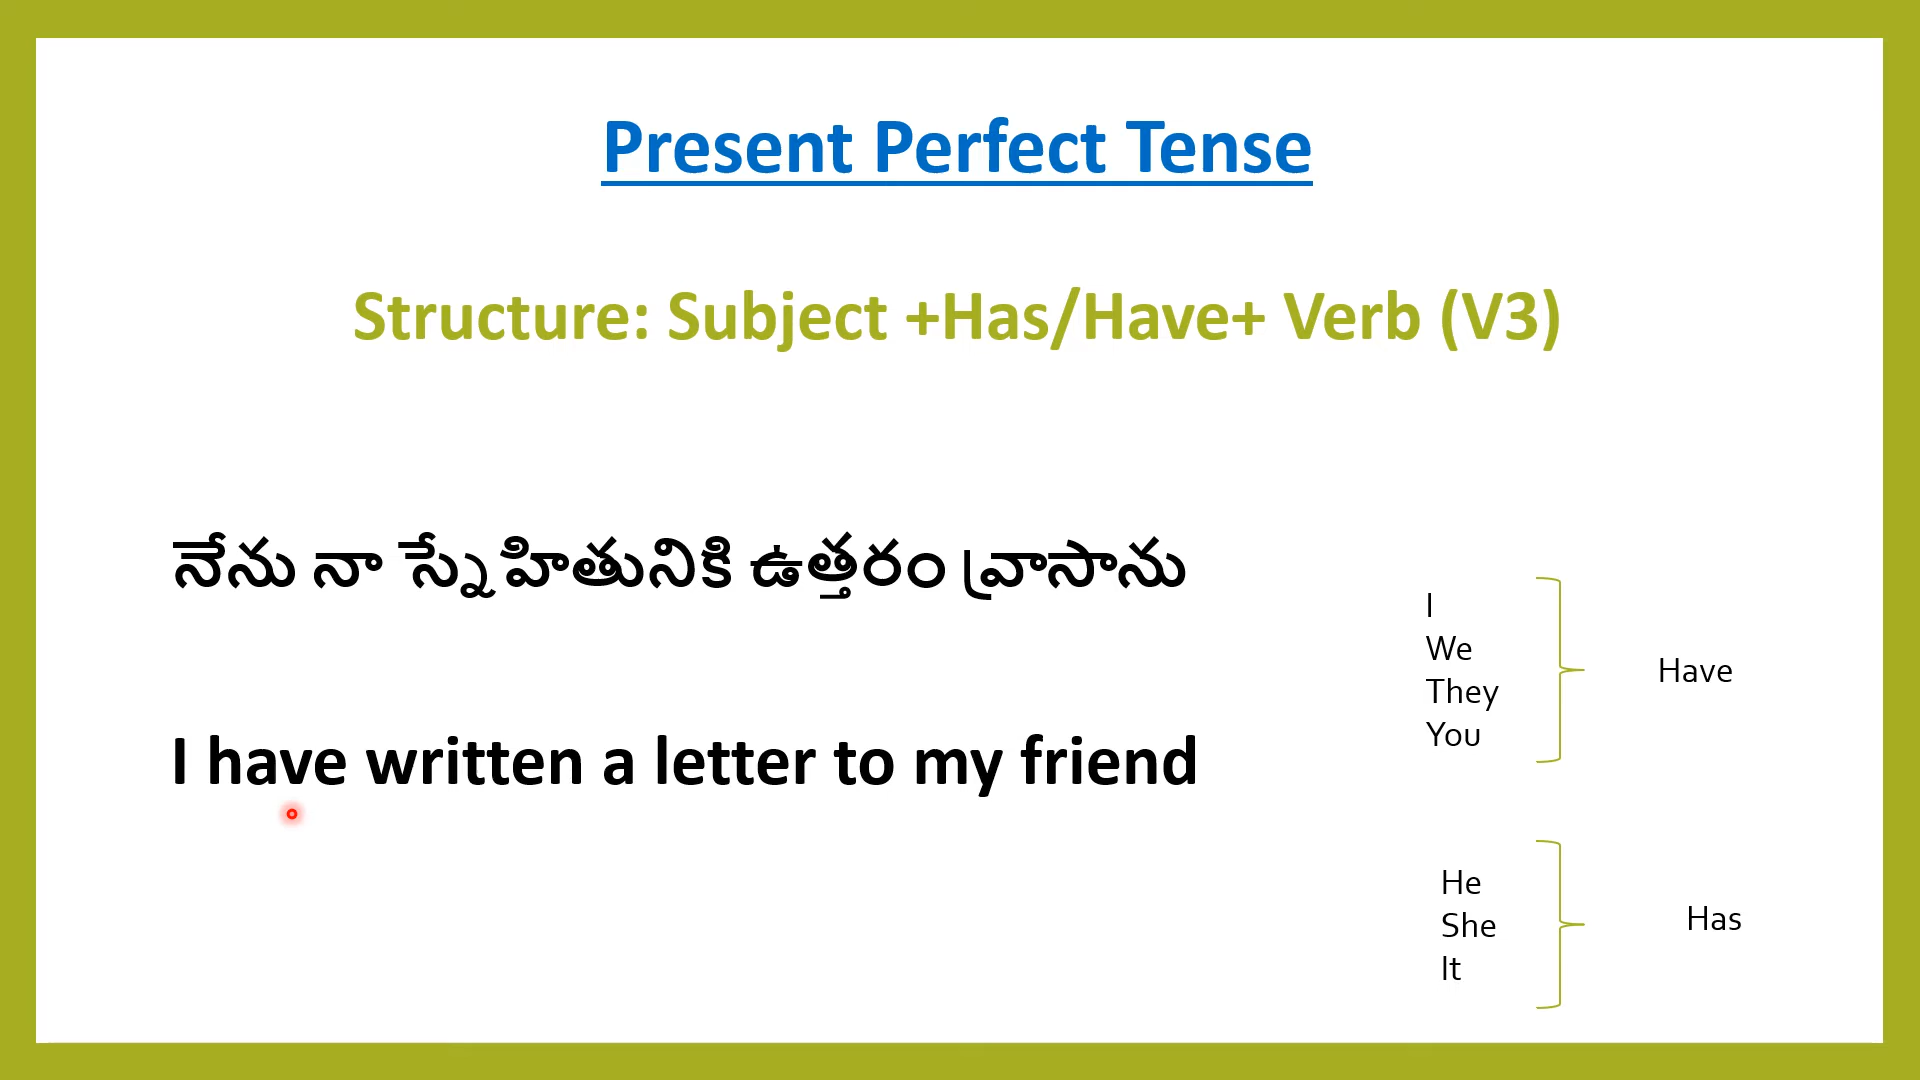 Present Perfect Tense
Structure: Subject +Has/Have+ Verb (V3)
నేను నా స్నేహితునికి ఉత్తరం వ్రాసాను
I have written a letter to my friend
I
We
They
You
Have
He
She
It
Has